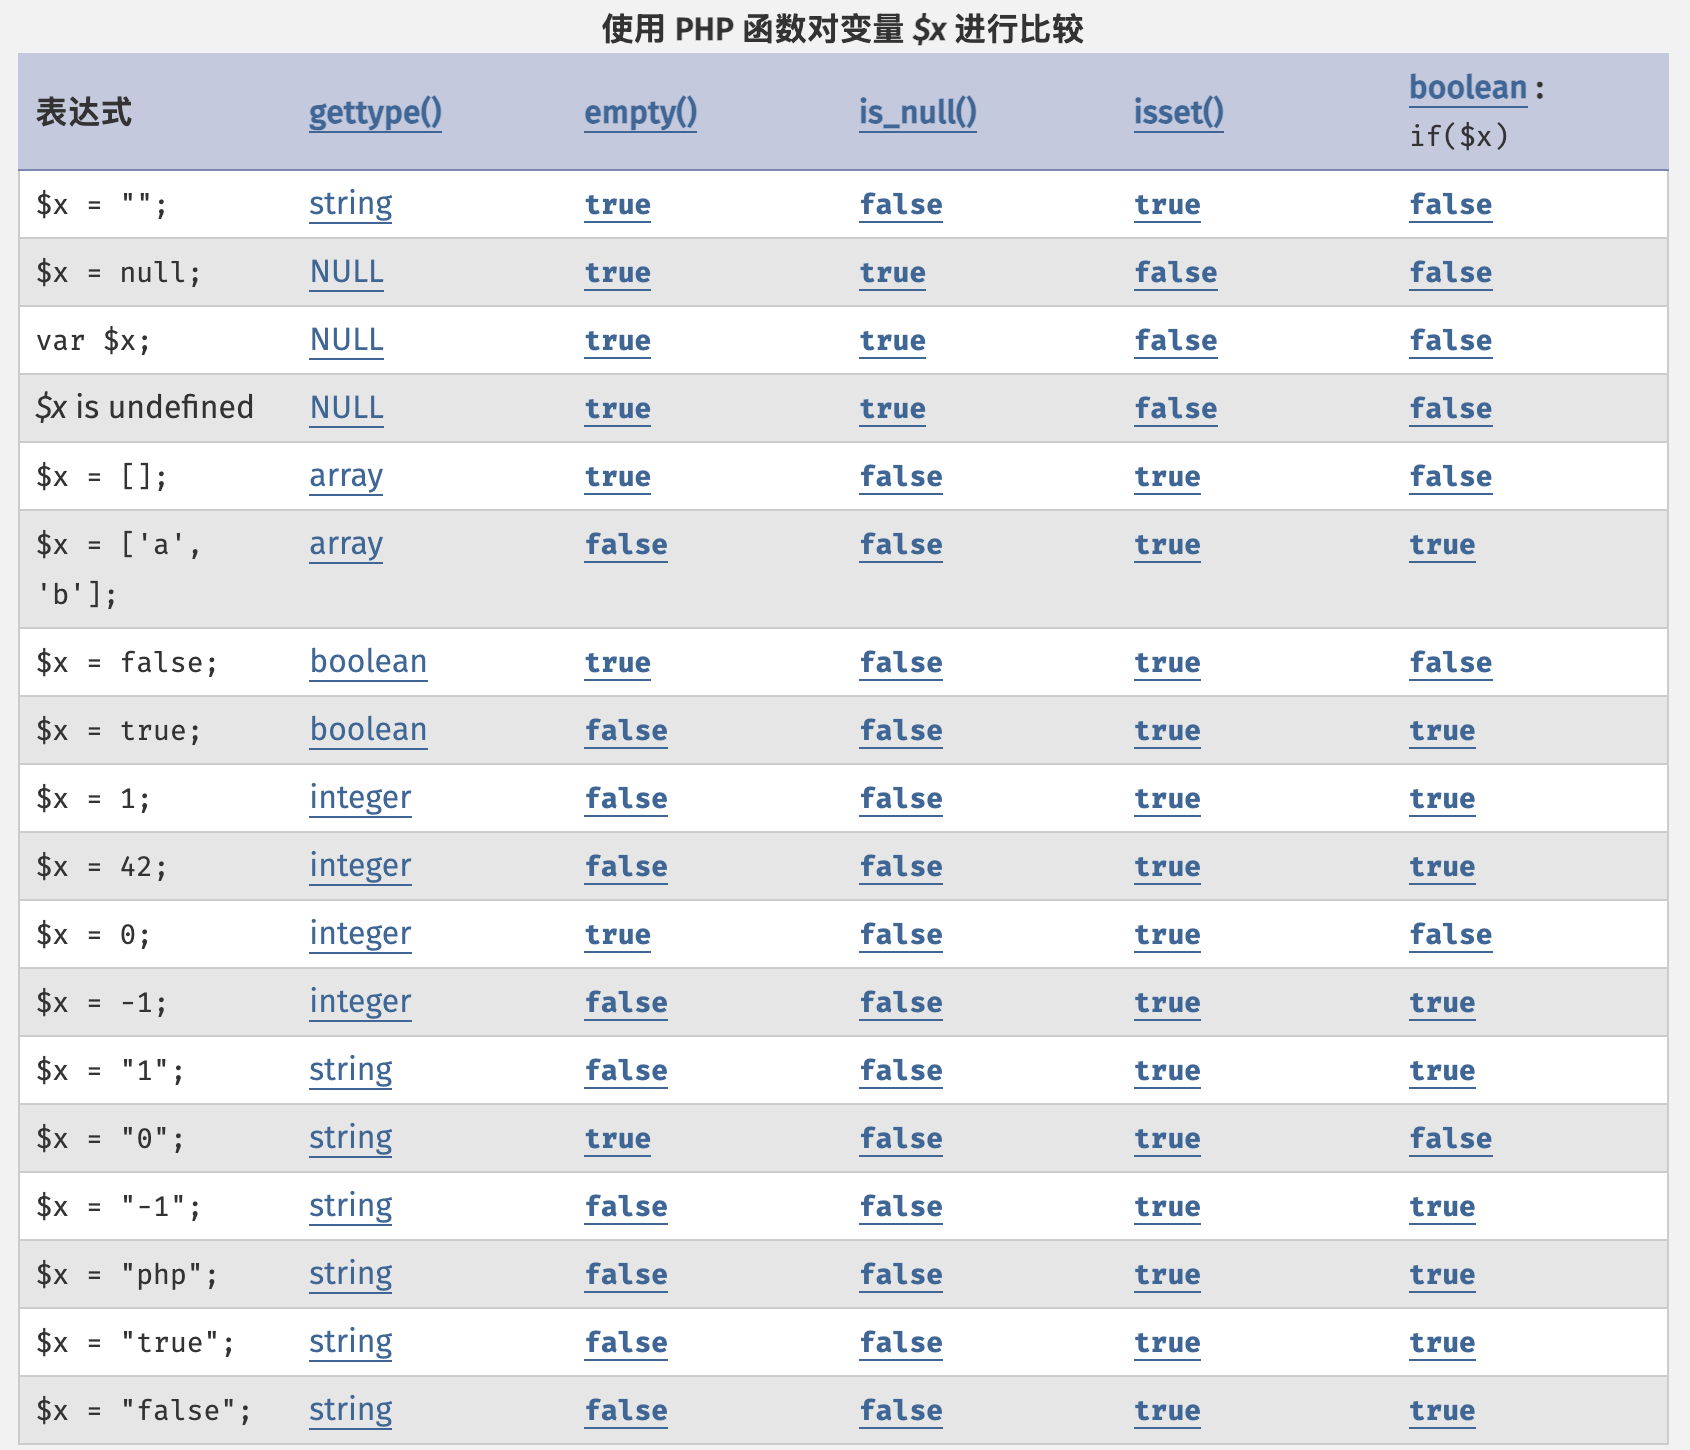 使用 PHP 函数对变量 $x 进行比较
表达式 gettype() empty() is_null() isset() boolean : if($x)
$x = ""; string true false true false
$x = null; NULL true true false false
var $x; NULL true true false false
$x is undefined NULL true true false false
$x = []; array true false true false
$x = ['a', array false false true true
'b'];
$x = false; boolean true false true false
$x = true; boolean false false true true
$x = 1; integer false false true true
$x = 42; integer false false true true
$x = 0; integer true false true false
$x = -1; integer false false true true
$x = "1"; string false false true true
$x = "0"; string true false true false
$x = "-1"; string false false true true
$x = "php"; string false false true true
$x = "true"; string false false true true
$x = "false"; string false false true true